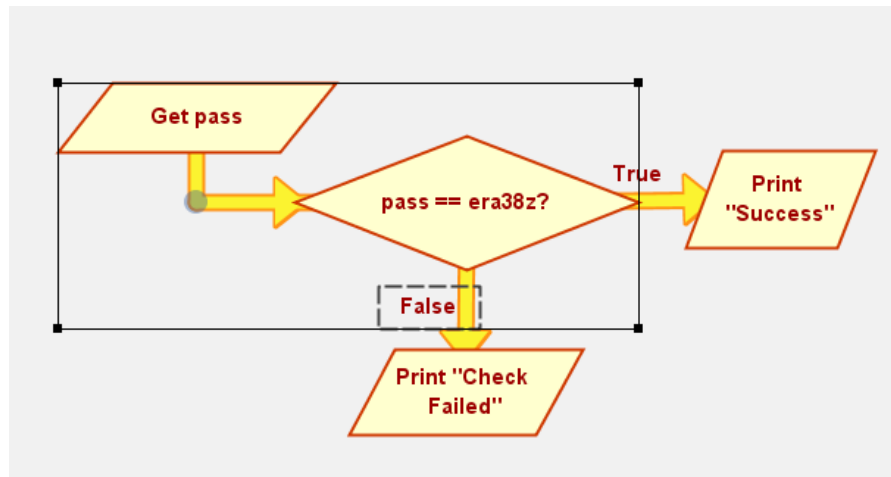 Get pass
pass == era38z?
True
Print
"Success"
False
Print "Check
Failed"